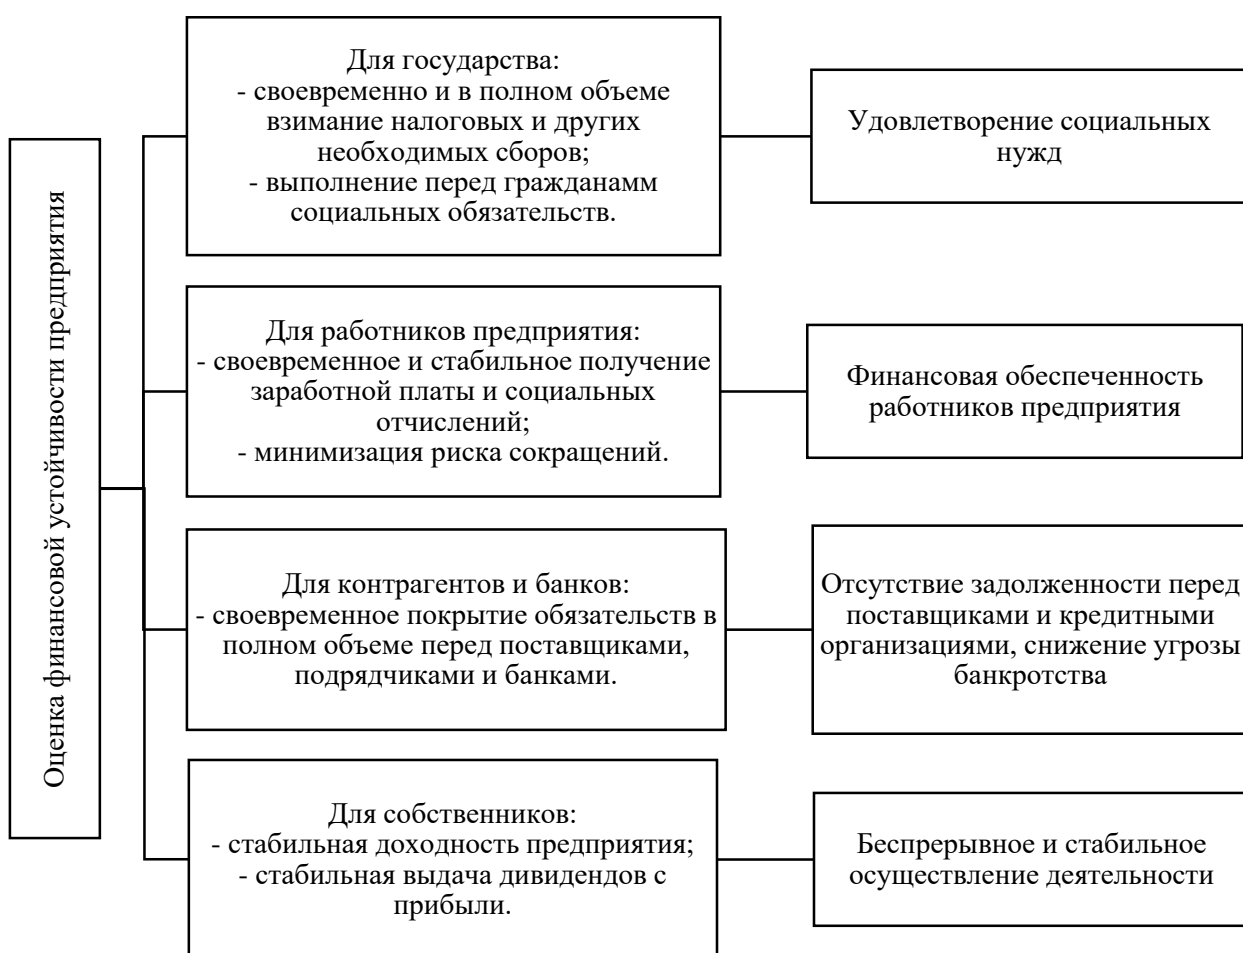 Оценка финансовой устойчивости предприятия
Для государства:
- своевременно и в полном объеме
взимание налоговых и других
необходимых сборов;
- выполнение перед гражданамм
социальных обязательств.
Удовлетворение социальных
нужд
Для работников предприятия:
- своевременное и стабильное получение
заработной платы и социальных
отчислений;
- минимизация риска сокращений.
Финансовая обеспеченность
работников предприятия
Для контрагентов и банков:
- своевременное покрытие обязательств в
полном объеме перед поставщиками,
подрядчиками и банками.
Отсутствие задолженности перед
поставщиками и кредитными
организациями, снижение угрозы
банкротства
Для собственников:
- стабильная доходность предприятия;
- стабильная выдача дивидендов с
прибыли.
Беспрерывное и стабильное
осуществление деятельности